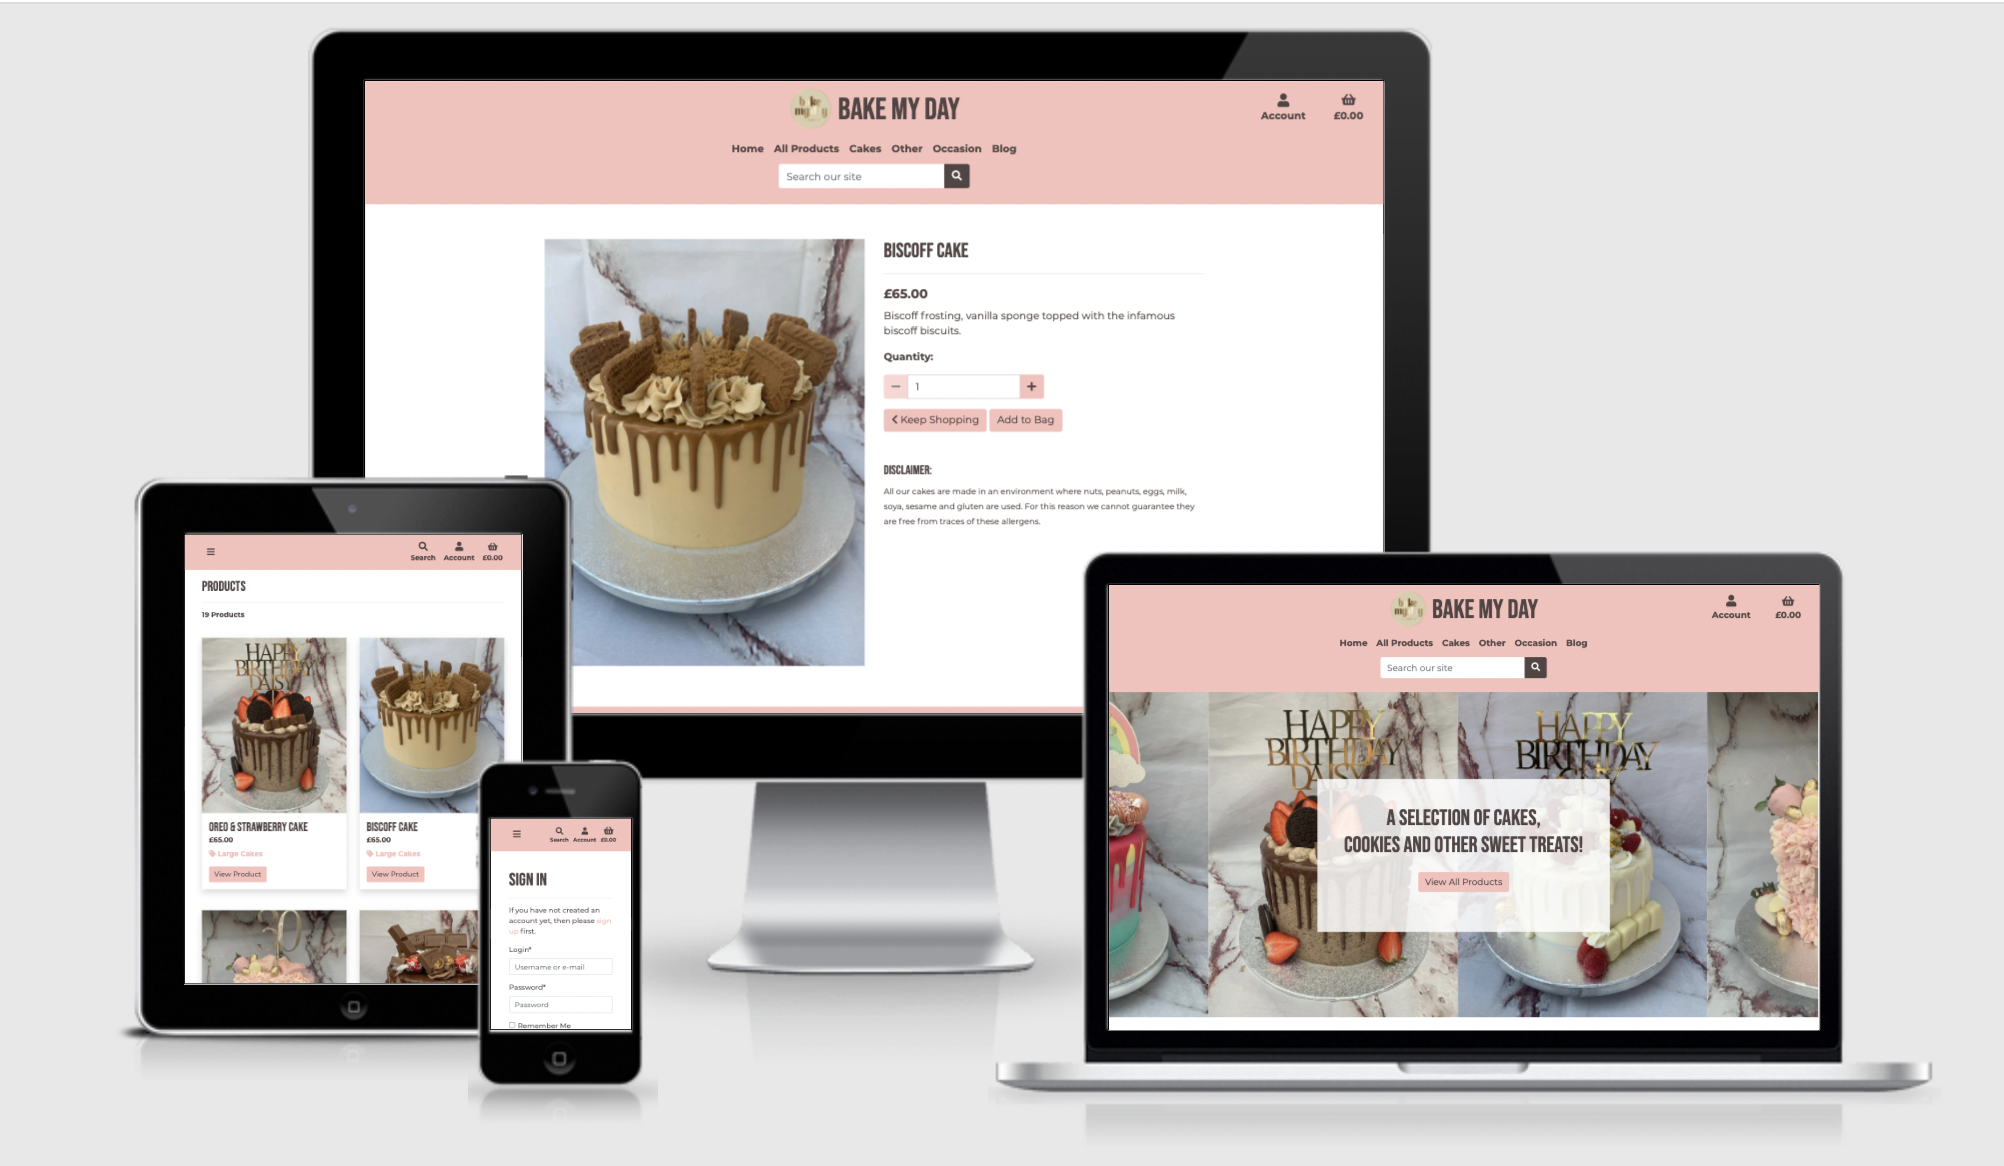 BAKE MY DAY
Account
£0.00
Home All Products Cakes Other Occasion Blog
Search our site
BISCOFF CAKE
£65.00
Biscoff frosting, vanilla sponge topped with the infamous
biscoff biscuits.
Quantity:
1
Keep Shopping
Add to Bag
DISCLAIMER:
All our cakes are made in an environment where nuts, peanuts, eggs, milk,
soya, sesame and gluten are used. For this reason we cannot guarantee they
are free from traces of these allergens.
Search Account £0.00
PRODUCTS
19 Products
HAPPY
BIRTHDAY
DAISY
OREO & STRAWBERRY CAKE
£65.00
Large Cakes
View Product
BISCOFF CAKE
£65.00
Large Cakes
View Product
30
Search Account £0.00
SIGN IN
If you have not created an
account yet, then please sign
up first.
Login*
Username or e-mail
Password*
Password
Remember Me
BAKE MY DAY
Account
£0.00
Home All Products Cakes Other Occasion Blog
Search our site
HAPPY
BIRTHDAY
DAISY
HAPPY
BIRTHDAY
A SELECTION OF CAKES,
COOKIES AND OTHER SWEET TREATS!
View All Products